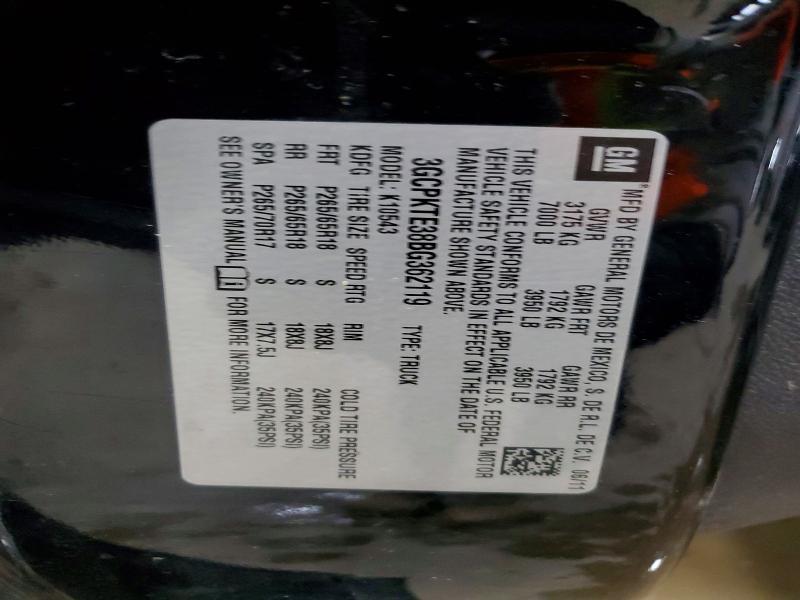 GM ® MFD BY GENERAL MOTORS DE MEXICO, S. DE R.L. DE C.V. 06/11
GVWR GAWR FRT GAWR RR
3175 KG 1792 KG 1792 KG
7000 LB 3950 LB 3950 LB
THIS VEHICLE CONFORMS TO ALL APPLICABLE U.S. FEDERAL MOTOR
VEHICLE SAFETY STANDARDS IN EFFECT ON THE DATE OF
MANUFACTURE SHOWN ABOVE.
3GCPKTE38BG362119 TYPE: TRUCK
MODEL: K10543
KDFG TIRE SIZE SPEED RTG RIM COLD TIRE PRESSURE
FRT P265/65R18 S 18X8J 240KPA(35PSI)
RR P265/65R18 S 18X8J 240KPA(35PSI)
SPA P265/70R17 S 17X7.5J 240KPA(35PSI)
SEE OWNER'S MANUAL i FOR MORE INFORMATION.